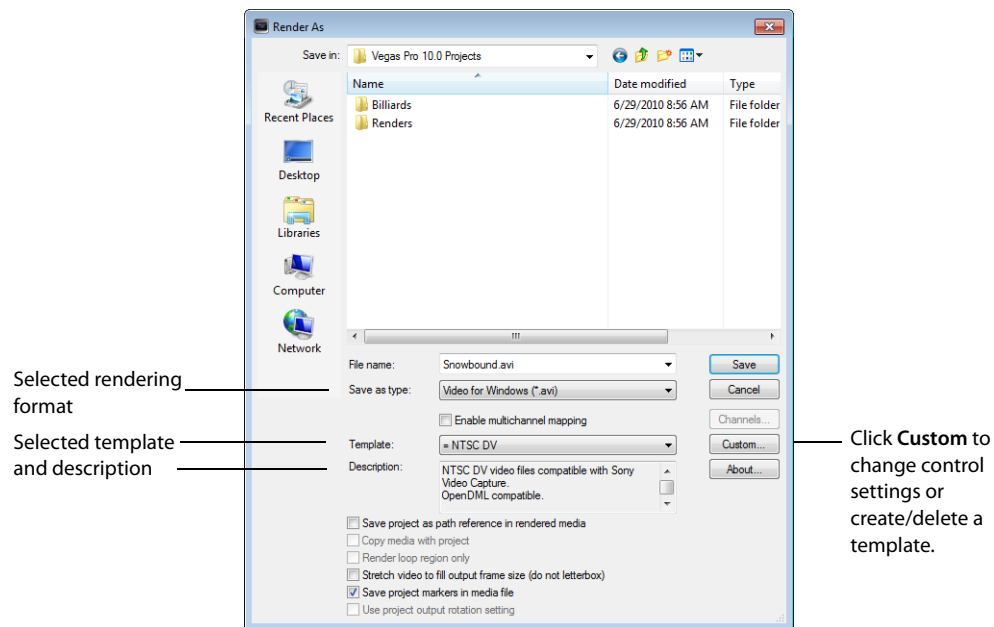 Render As
Save in:
Vegas Pro 10.0 Projects
Name
Date modified
Type
Billiards
6/29/2010 8:56 AM
File folder
Renders
6/29/2010 8:56 AM
File folder
Recent Places
Desktop
Libraries
Computer
Network
File name:
Snowbound.avi
Save
Save as type:
Video for Windows (*.avi)
Cancel
Enable multichannel mapping
Channels...
Template:
= NTSC DV
Custom...
Description:
NTSC DV video files compatible with Sony
Video Capture.
OpenDML compatible.
About...
Save project as path reference in rendered media
Copy media with project
Render loop region only
Stretch video to fill output frame size (do not letterbox)
Save project markers in media file
Use project output rotation setting
Selected rendering
format
Selected template
and description
Click Custom to
change control
settings or
create/delete a
template.